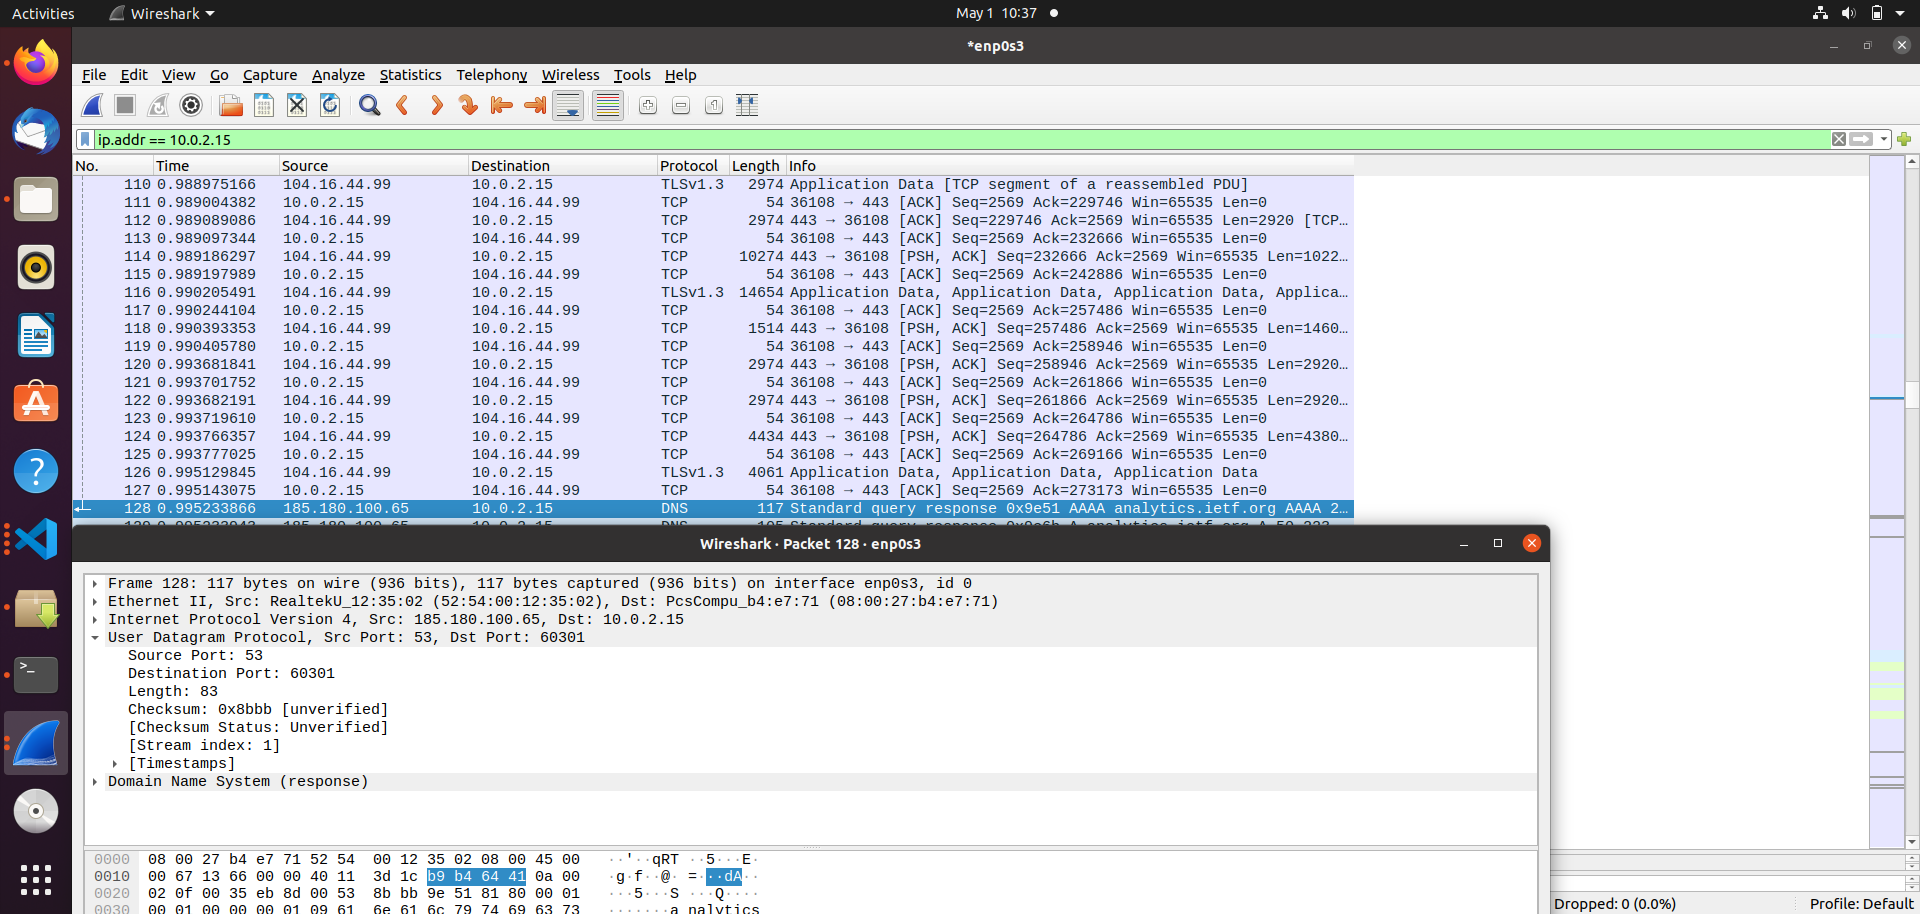 Activities Wireshark May 1 10:37
*enp0s3
File Edit View Go Capture Analyze Statistics Telephony Wireless Tools Help
ip.addr == 10.0.2.15
No. Time Source Destination Protocol Length Info
110 0.988975166 104.16.44.99 10.0.2.15 TLSv1.3 2974 Application Data [TCP segment of a reassembled PDU]
111 0.989004382 10.0.2.15 104.16.44.99 TCP 54 36108 → 443 [ACK] Seq=2569 Ack=229746 Win=65535 Len=0
112 0.989089086 104.16.44.99 10.0.2.15 TCP 2974 443 → 36108 [ACK] Seq=229746 Ack=2569 Win=65535 Len=2920 [TCP…
113 0.989097344 10.0.2.15 104.16.44.99 TCP 54 36108 → 443 [ACK] Seq=2569 Ack=232666 Win=65535 Len=0
114 0.989186297 104.16.44.99 10.0.2.15 TCP 10274 443 → 36108 [PSH, ACK] Seq=232666 Ack=2569 Win=65535 Len=1022…
115 0.989197989 10.0.2.15 104.16.44.99 TCP 54 36108 → 443 [ACK] Seq=2569 Ack=242886 Win=65535 Len=0
116 0.990205491 104.16.44.99 10.0.2.15 TLSv1.3 14654 Application Data, Application Data, Application Data, Applica…
117 0.990244104 10.0.2.15 104.16.44.99 TCP 54 36108 → 443 [ACK] Seq=2569 Ack=257486 Win=65535 Len=0
118 0.990393353 104.16.44.99 10.0.2.15 TCP 1514 443 → 36108 [PSH, ACK] Seq=257486 Ack=2569 Win=65535 Len=1460…
119 0.990405780 10.0.2.15 104.16.44.99 TCP 54 36108 → 443 [ACK] Seq=2569 Ack=258946 Win=65535 Len=0
120 0.993681841 104.16.44.99 10.0.2.15 TCP 2974 443 → 36108 [PSH, ACK] Seq=258946 Ack=2569 Win=65535 Len=2920…
121 0.993701752 10.0.2.15 104.16.44.99 TCP 54 36108 → 443 [ACK] Seq=2569 Ack=261866 Win=65535 Len=0
122 0.993682191 104.16.44.99 10.0.2.15 TCP 2974 443 → 36108 [PSH, ACK] Seq=261866 Ack=2569 Win=65535 Len=2920…
123 0.993719610 10.0.2.15 104.16.44.99 TCP 54 36108 → 443 [ACK] Seq=2569 Ack=264786 Win=65535 Len=0
124 0.993766357 104.16.44.99 10.0.2.15 TCP 4434 443 → 36108 [PSH, ACK] Seq=264786 Ack=2569 Win=65535 Len=4380…
125 0.993777025 10.0.2.15 104.16.44.99 TCP 54 36108 → 443 [ACK] Seq=2569 Ack=269166 Win=65535 Len=0
126 0.995129845 104.16.44.99 10.0.2.15 TLSv1.3 4061 Application Data, Application Data, Application Data
127 0.995143075 10.0.2.15 104.16.44.99 TCP 54 36108 → 443 [ACK] Seq=2569 Ack=273173 Win=65535 Len=0
128 0.995233866 185.180.100.65 10.0.2.15 DNS 117 Standard query response 0x9e51 AAAA analytics.ietf.org AAAA 2…
Wireshark · Packet 128 · enp0s3
Frame 128: 117 bytes on wire (936 bits), 117 bytes captured (936 bits) on interface enp0s3, id 0
Ethernet II, Src: RealtekU_12:35:02 (52:54:00:12:35:02), Dst: PcsCompu_b4:e7:71 (08:00:27:b4:e7:71)
Internet Protocol Version 4, Src: 185.180.100.65, Dst: 10.0.2.15
User Datagram Protocol, Src Port: 53, Dst Port: 60301
Source Port: 53
Destination Port: 60301
Length: 83
Checksum: 0x8bbb [unverified]
[Checksum Status: Unverified]
[Stream index: 1]
[Timestamps]
Domain Name System (response)
0000 08 00 27 b4 e7 71 52 54 00 12 35 02 08 00 45 00 ··'··qRT ··5···E·
0010 00 67 13 66 00 00 40 11 3d 1c b9 b4 64 41 0a 00 ·g·f··@· =···dA··
0020 02 0f 00 35 eb 8d 00 53 8b bb 9e 51 81 80 00 01 ···5···S ···Q····
0030 00 01 00 00 00 01 09 61 6e 61 6c 79 74 69 63 73 ·······a nalytics
Dropped: 0 (0.0%) Profile: Default